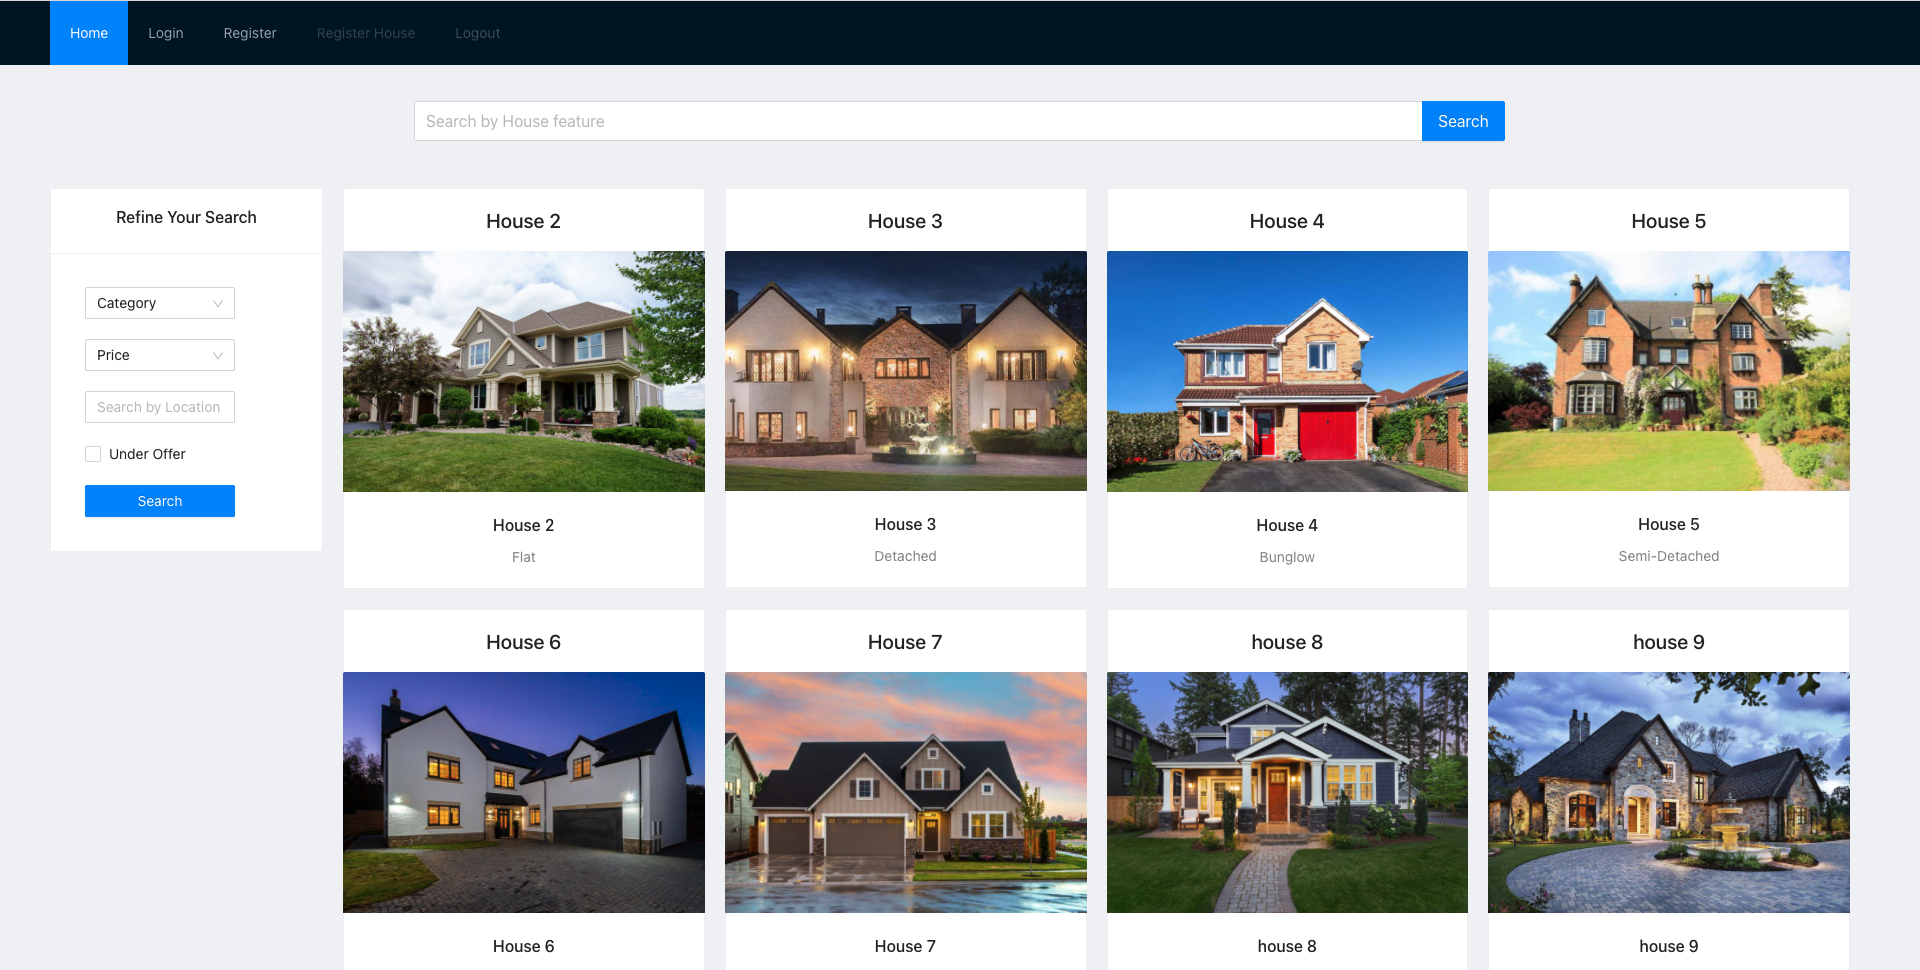 Home Login Register Register House Logout
Search by House feature Search
Refine Your Search
Category
Price
Search by Location
Under Offer
Search
House 2 House 3 House 4 House 5
House 2 House 3 House 4 House 5
Flat Detached Bunglow Semi-Detached
House 6 House 7 house 8 house 9
House 6 House 7 house 8 house 9